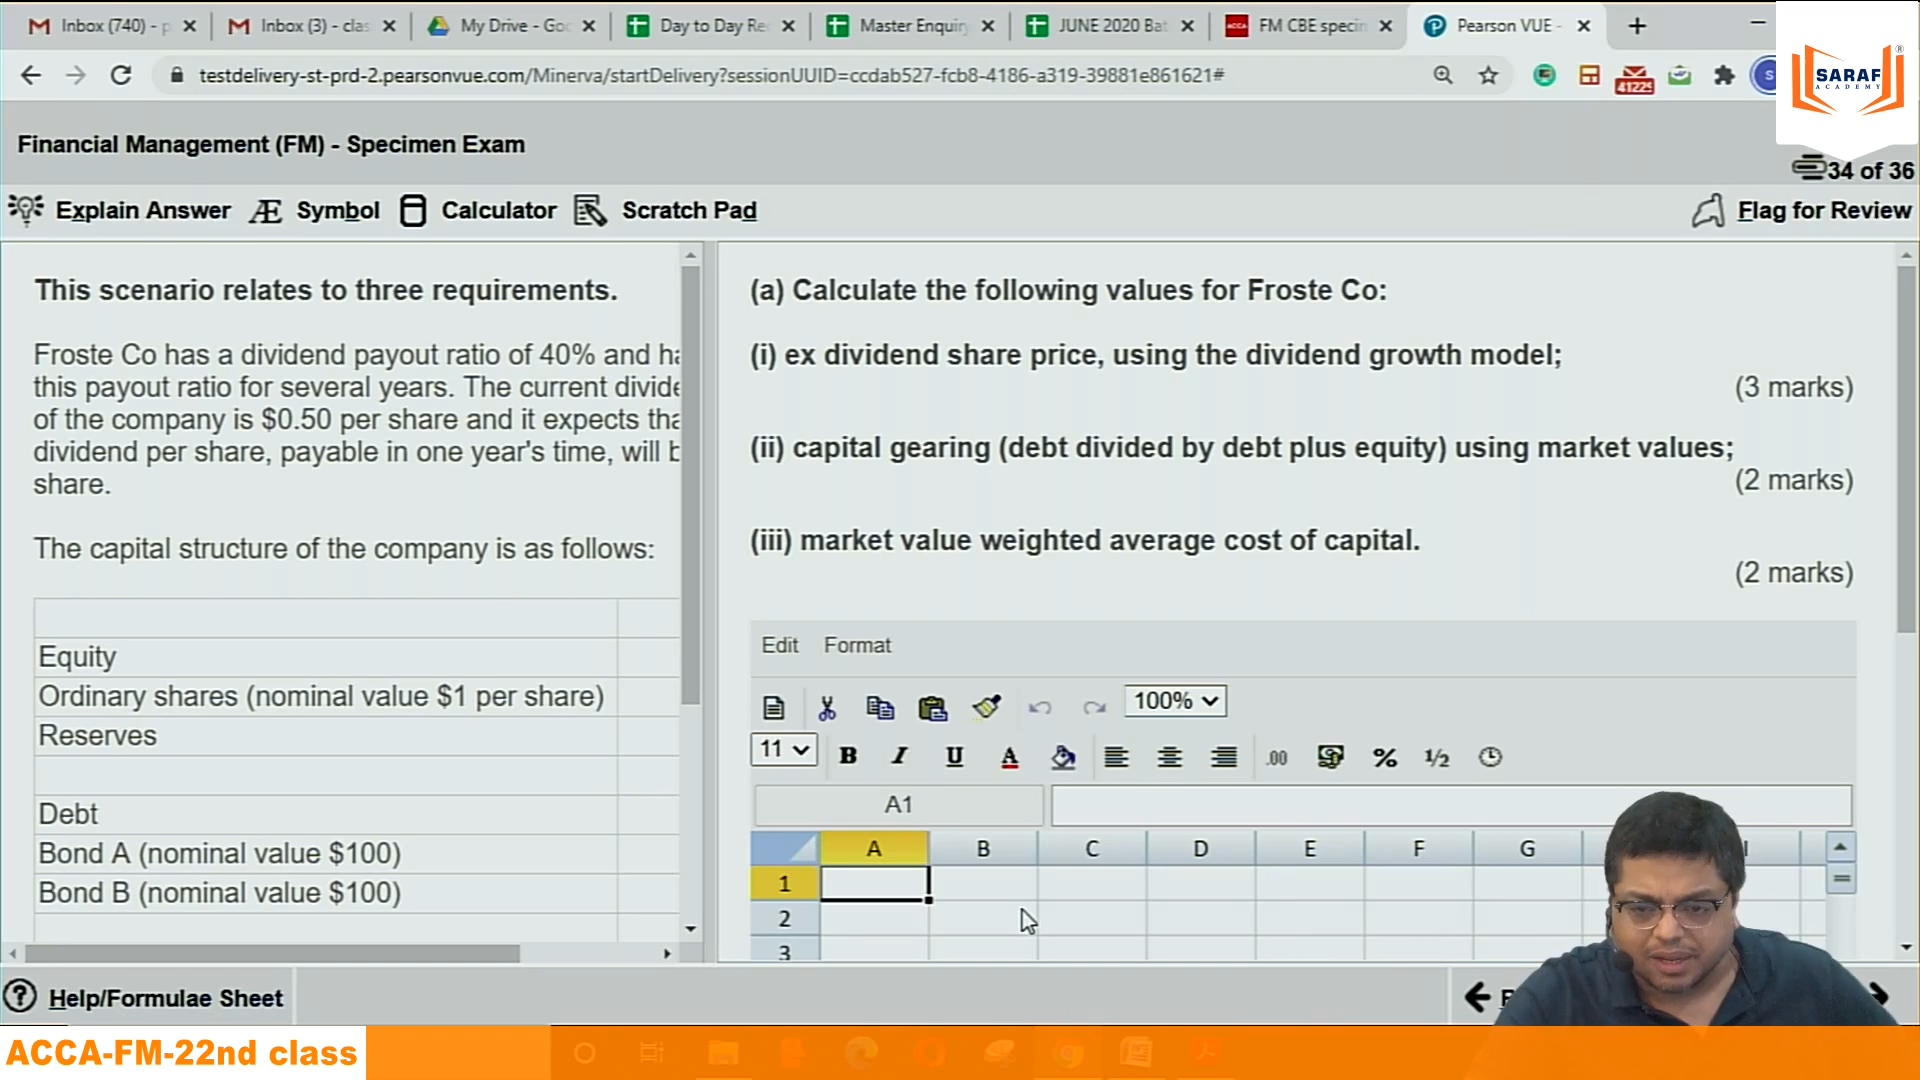 Inbox (740) - p
Inbox (3) - clas
My Drive - Goo
Day to Day Re
Master Enquiry
JUNE 2020 Bat
ACCA
FM CBE specim
Pearson VUE -
testdelivery-st-prd-2.pearsonvue.com/Minerva/startDelivery?sessionUUID=ccdab527-fcb8-4186-a319-39881e861621#
41225
S
SARAF
ACADEMY
®
Financial Management (FM) - Specimen Exam
34 of 36
Explain Answer
Symbol
Calculator
Scratch Pad
Flag for Review
This scenario relates to three requirements.
Froste Co has a dividend payout ratio of 40% and ha
this payout ratio for several years. The current divide
of the company is $0.50 per share and it expects tha
dividend per share, payable in one year's time, will b
share.
The capital structure of the company is as follows:
Equity
Ordinary shares (nominal value $1 per share)
Reserves
Debt
Bond A (nominal value $100)
Bond B (nominal value $100)
(a) Calculate the following values for Froste Co:
(i) ex dividend share price, using the dividend growth model;
(3 marks)
(ii) capital gearing (debt divided by debt plus equity) using market values;
(2 marks)
(iii) market value weighted average cost of capital.
(2 marks)
Edit Format
100%
11 B I U A .00 % 1/2
A1
A B C D E F G I
1
2
3
Help/Formulae Sheet
ACCA-FM-22nd class